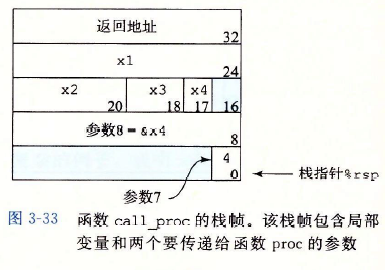 返回地址
32
x1
24
x2 x3 x4
20 18 17 16
参数8 = &x4
8
4
0 栈指针%rsp
参数7
图 3-33 函数 call_proc 的栈帧。该栈帧包含局部
变量和两个要传递给函数 proc 的参数